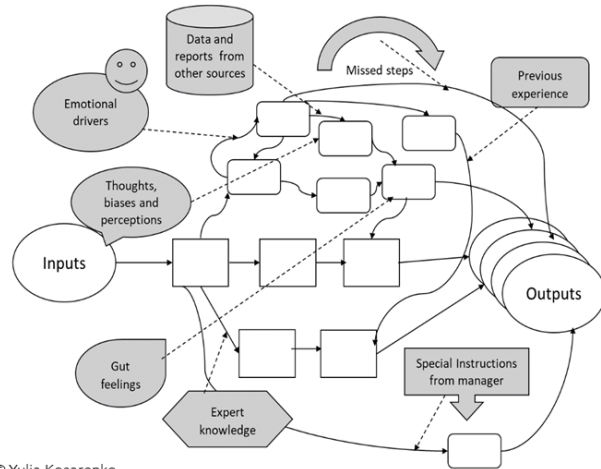 Data and
reports from
other sources
Missed steps
Previous
experience
Emotional
drivers
Thoughts,
biases and
perceptions
Inputs
Outputs
Gut
feelings
Expert
knowledge
Special Instructions
from manager